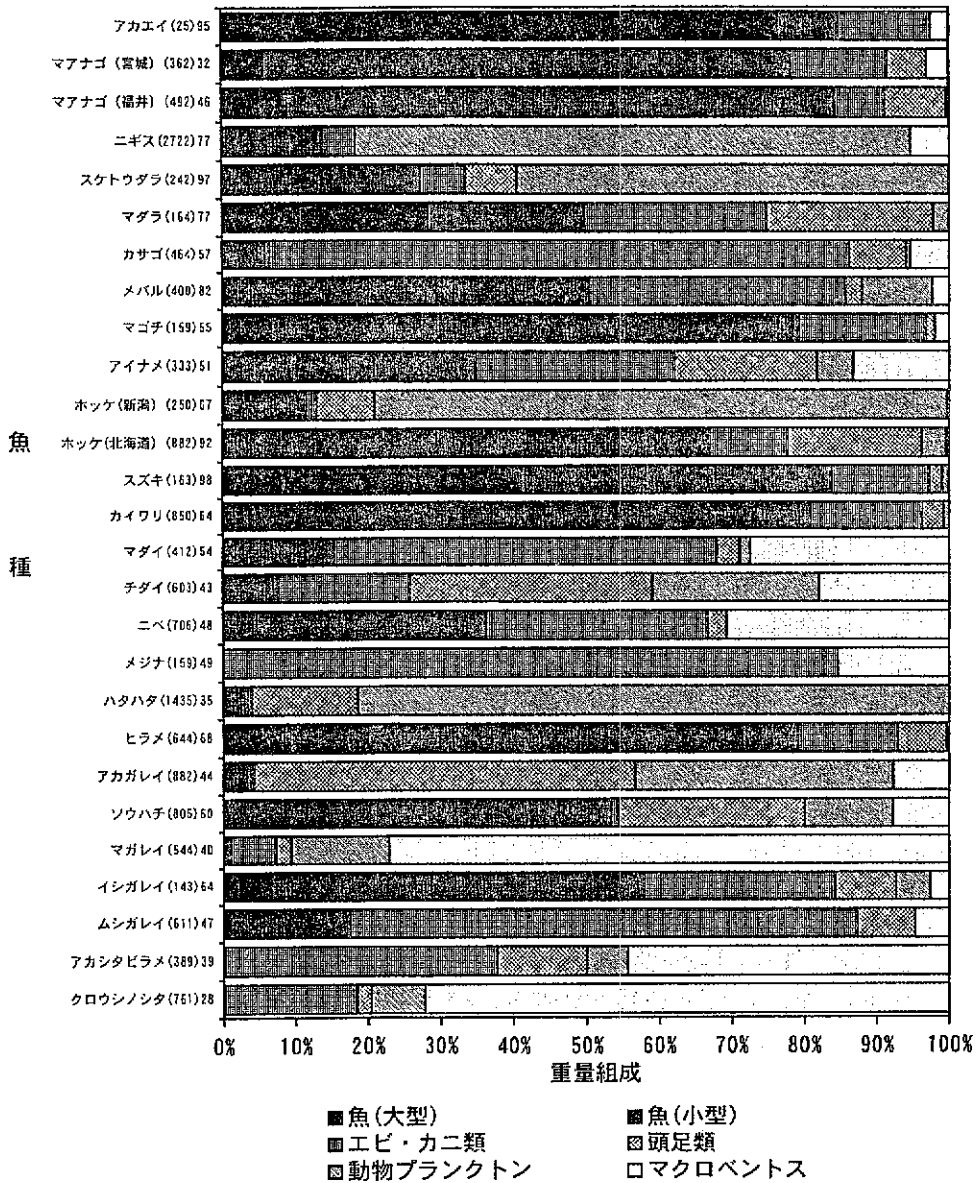 アカエイ(25)95
マアナゴ（宮城）(362)32
マアナゴ（福井）(492)46
ニギス(2722)77
スケトウダラ(242)97
マダラ(164)77
カサゴ(464)57
メバル(400)82
マゴチ(159)55
アイナメ(333)51
ホッケ(新潟) (250)67
ホッケ(北海道) (882)92
スズキ(163)98
カイワリ(850)64
マダイ(412)54
チダイ(603)43
ニベ(706)48
メジナ(159)49
ハタハタ(1435)35
ヒラメ(644)68
アカガレイ(882)44
ソウハチ(805)60
マガレイ(544)40
イシガレイ(143)64
ムシガレイ(611)47
アカシタビラメ(389)39
クロウシノシタ(761)28
魚
種
0% 10% 20% 30% 40% 50% 60% 70% 80% 90% 100%
重量組成
魚(大型) 魚(小型)
エビ・カニ類 頭足類
動物プランクトン マクロベントス